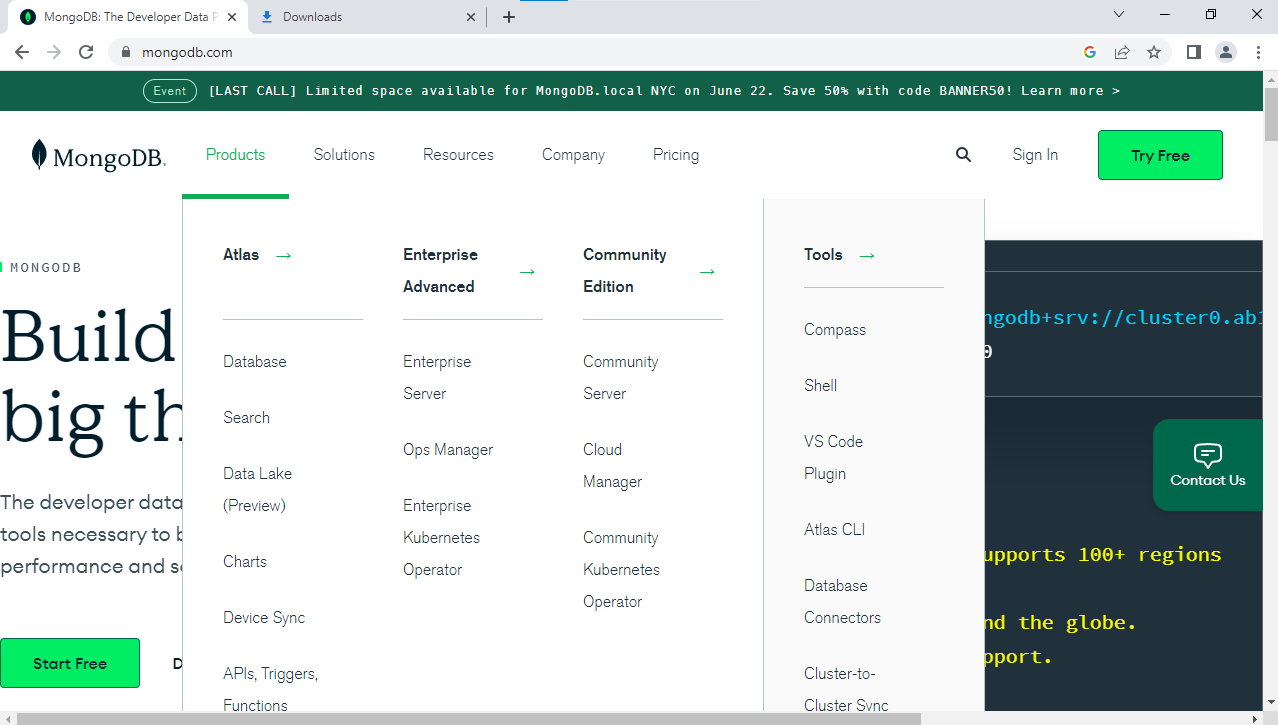 MongoDB: The Developer Data P
Downloads
mongodb.com
Event [LAST CALL] Limited space available for MongoDB.local NYC on June 22. Save 50% with code BANNER50! Learn more >
MongoDB.
Products
Solutions
Resources
Company
Pricing
Sign In
Try Free
MONGODB
Build
big th
The developer data
tools necessary to b
performance and s
Start Free
D
Atlas →
Database
Search
Data Lake
(Preview)
Charts
Device Sync
APIs, Triggers,
Functions
Enterprise
Advanced →
Enterprise
Server
Ops Manager
Enterprise
Kubernetes
Operator
Community
Edition →
Community
Server
Cloud
Manager
Community
Kubernetes
Operator
Tools →
Compass
Shell
VS Code
Plugin
Atlas CLI
Database
Connectors
Cluster-to-
Cluster Sync
ngodb+srv://cluster0.ab
0
Contact Us
upports 100+ regions
nd the globe.
pport.